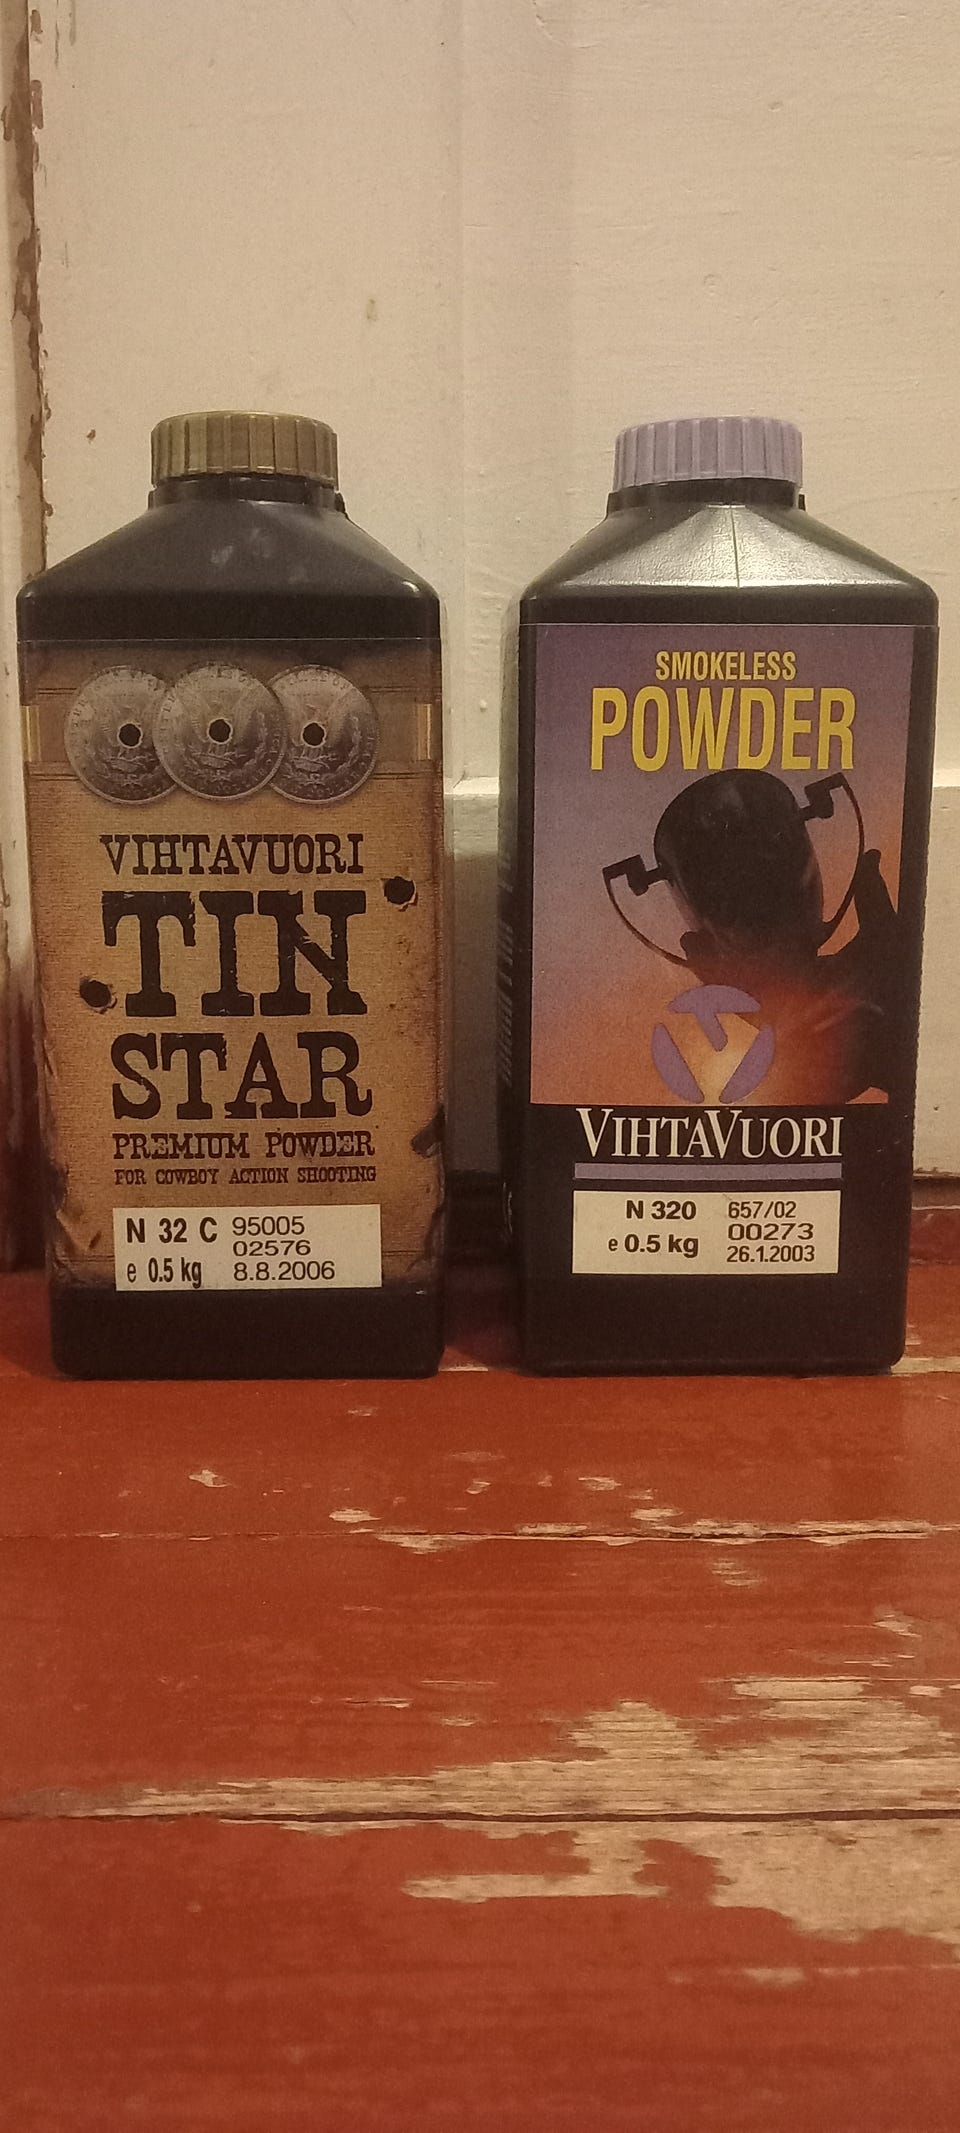 VIHTAVUORI
TIN
STAR
PREMIUM POWDER
FOR COWBOY ACTION SHOOTING
N 32 C 95005
02576
e 0.5 kg 8.8.2006
SMOKELESS
POWDER
VIHTAVUORI
N 320 657/02
00273
e 0.5 kg 26.1.2003